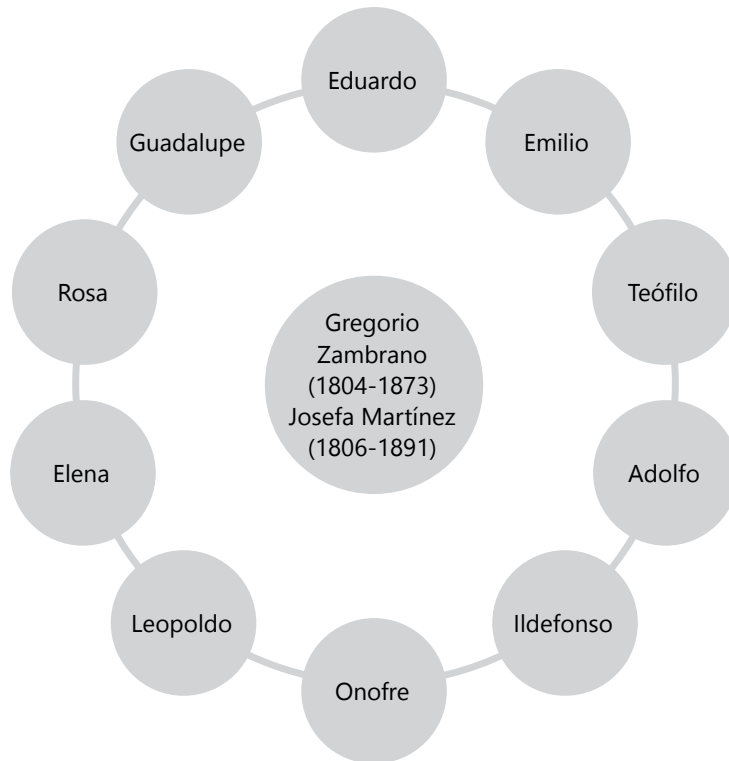 Eduardo
Emilio
Teófilo
Adolfo
Ildefonso
Onofre
Leopoldo
Elena
Rosa
Guadalupe
Gregorio
Zambrano
(1804-1873)
Josefa Martínez
(1806-1891)